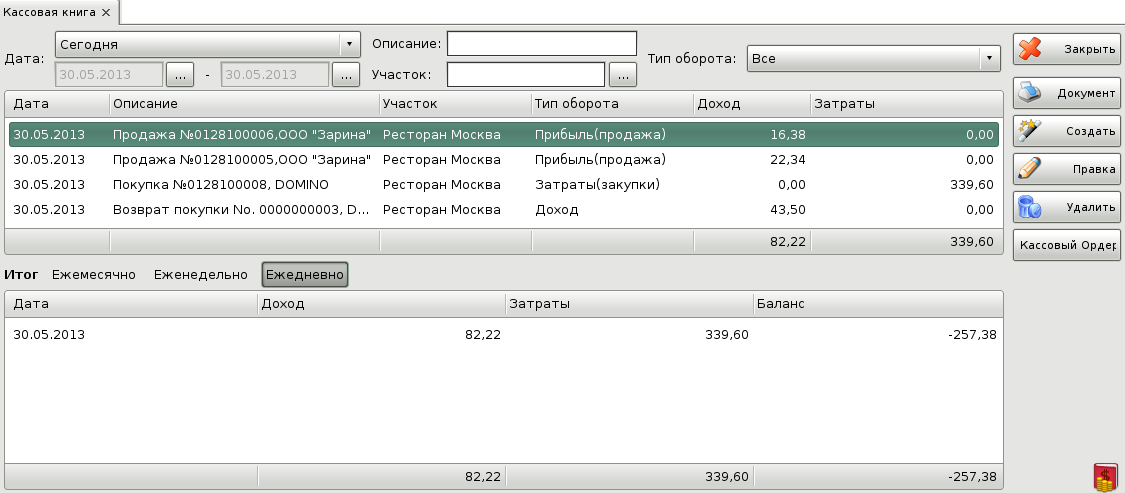 Кассовая книга ×
Дата: Сегодня Описание: Тип оборота: Все
30.05.2013 ... - 30.05.2013 ... Участок: ...
Закрыть
Документ
Создать
Правка
Удалить
Кассовый Ордер
Дата Описание Участок Тип оборота Доход Затраты
30.05.2013 Продажа №0128100006,ООО "Зарина" Ресторан Москва Прибыль(продажа) 16,38 0,00
30.05.2013 Продажа №0128100005,ООО "Зарина" Ресторан Москва Прибыль(продажа) 22,34 0,00
30.05.2013 Покупка №0128100008, DOMINO Ресторан Москва Затраты(закупки) 0,00 339,60
30.05.2013 Возврат покупки No. 0000000003, D... Ресторан Москва Доход 43,50 0,00
82,22 339,60
Итог Ежемесячно Еженедельно Ежедневно
Дата Доход Затраты Баланс
30.05.2013 82,22 339,60 -257,38
82,22 339,60 -257,38